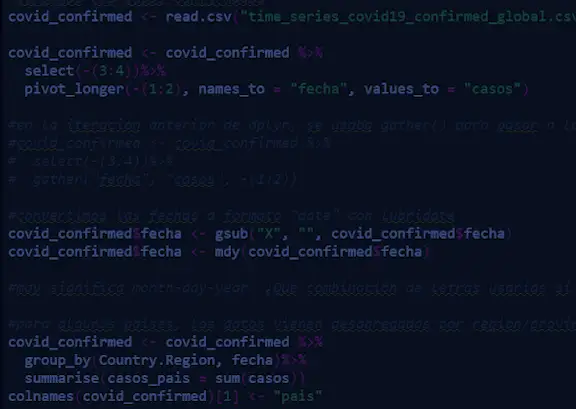 covid_confirmed <- read.csv("time_series_covid19_confirmed_global.csv
covid_confirmed <- covid_confirmed %>%
select(-(3:4))%>%
pivot_longer(-(1:2), names_to = "fecha", values_to = "casos")
#en la iteracion anterior de dplyr, se usaba gather() para pasar a
#covid_confirmed <- covid_confirmed %>%
# select(-(3,4))%>%
# gather("fecha", "casos", -(1:2))
#convertimos las fechas a formato "date" con lubridate
covid_confirmed$fecha <- gsub("X", "", covid_confirmed$fecha)
covid_confirmed$fecha <- mdy(covid_confirmed$fecha)
#mdy significa month-day-year. ¿Que combinacion de letras usarias si
#para algunos paises, los datos vienen desagregados por region/provi
covid_confirmed <- covid_confirmed %>%
group_by(Country.Region, fecha)%>%
summarise(casos_pais = sum(casos))
colnames(covid_confirmed)[1] <- "pais"